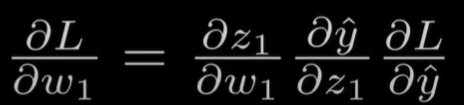 ∂L/∂w₁ = ∂z₁/∂w₁ ∂ŷ/∂z₁ ∂L/∂ŷ